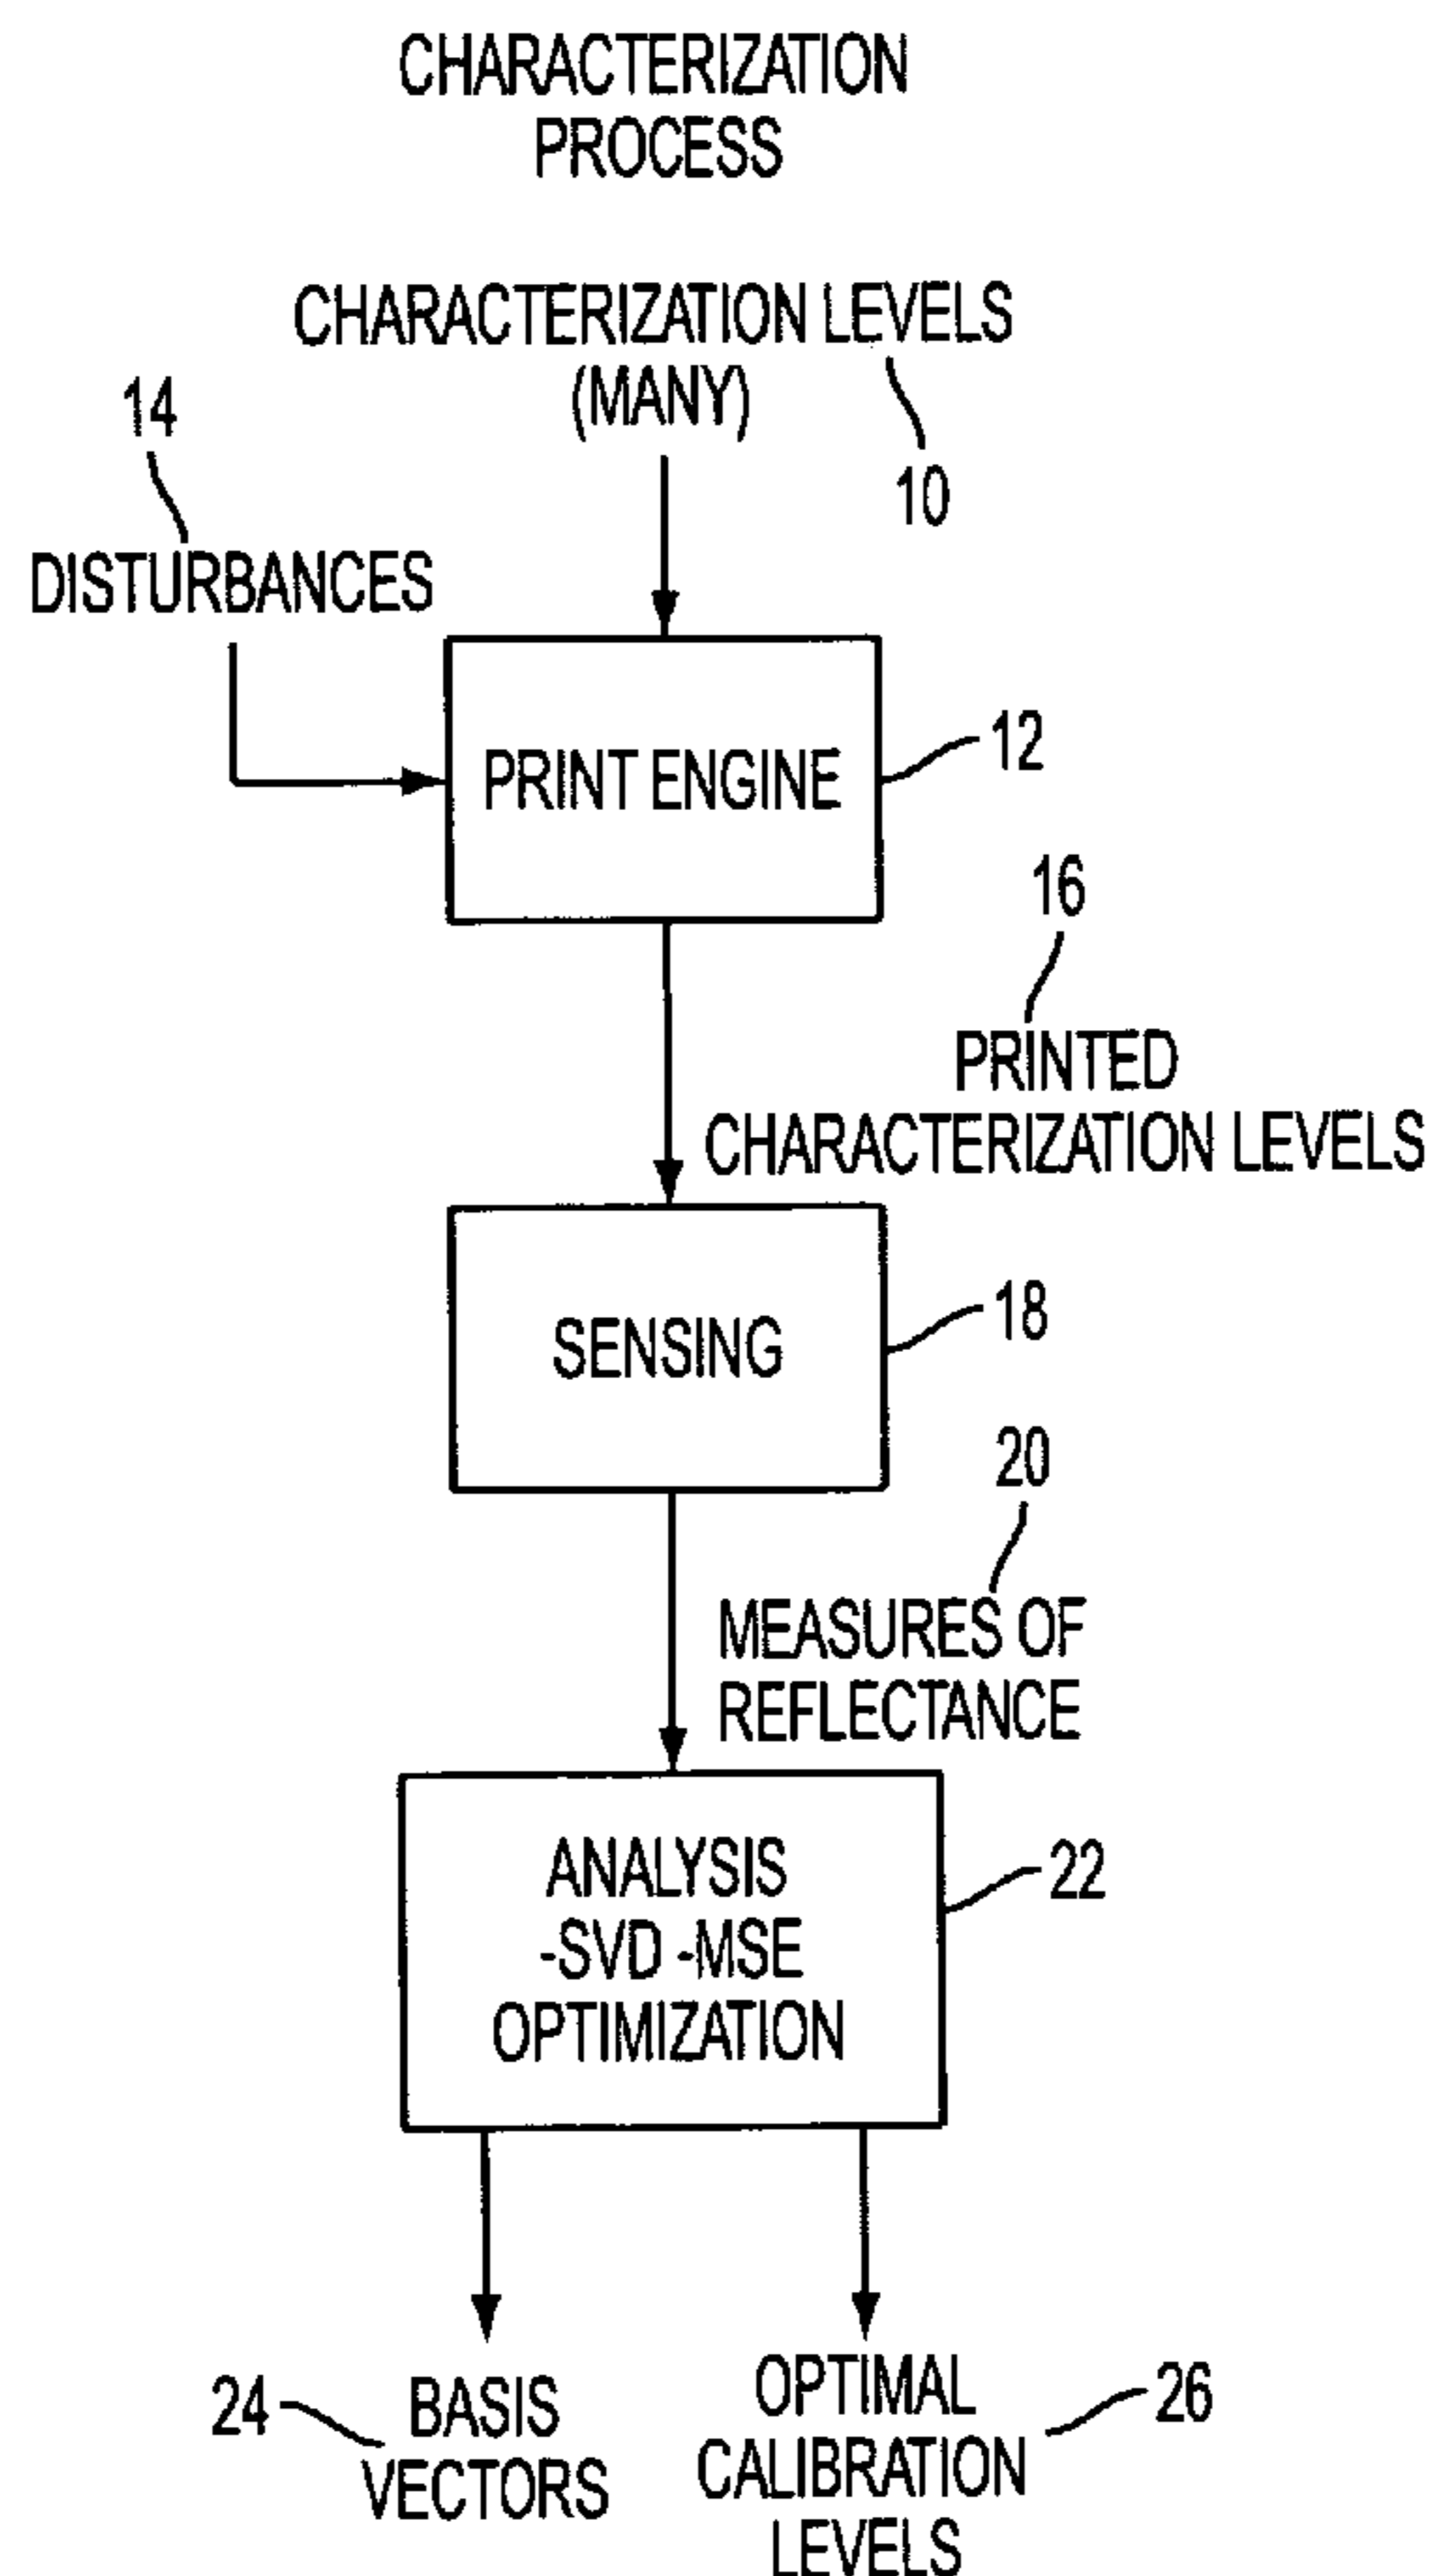 CHARACTERIZATION
PROCESS
CHARACTERIZATION LEVELS
(MANY)
10
14
DISTURBANCES
PRINT ENGINE
12
16
PRINTED
CHARACTERIZATION LEVELS
SENSING
18
20
MEASURES OF
REFLECTANCE
ANALYSIS
-SVD -MSE
OPTIMIZATION
22
24
BASIS
VECTORS
OPTIMAL
CALIBRATION
LEVELS
26